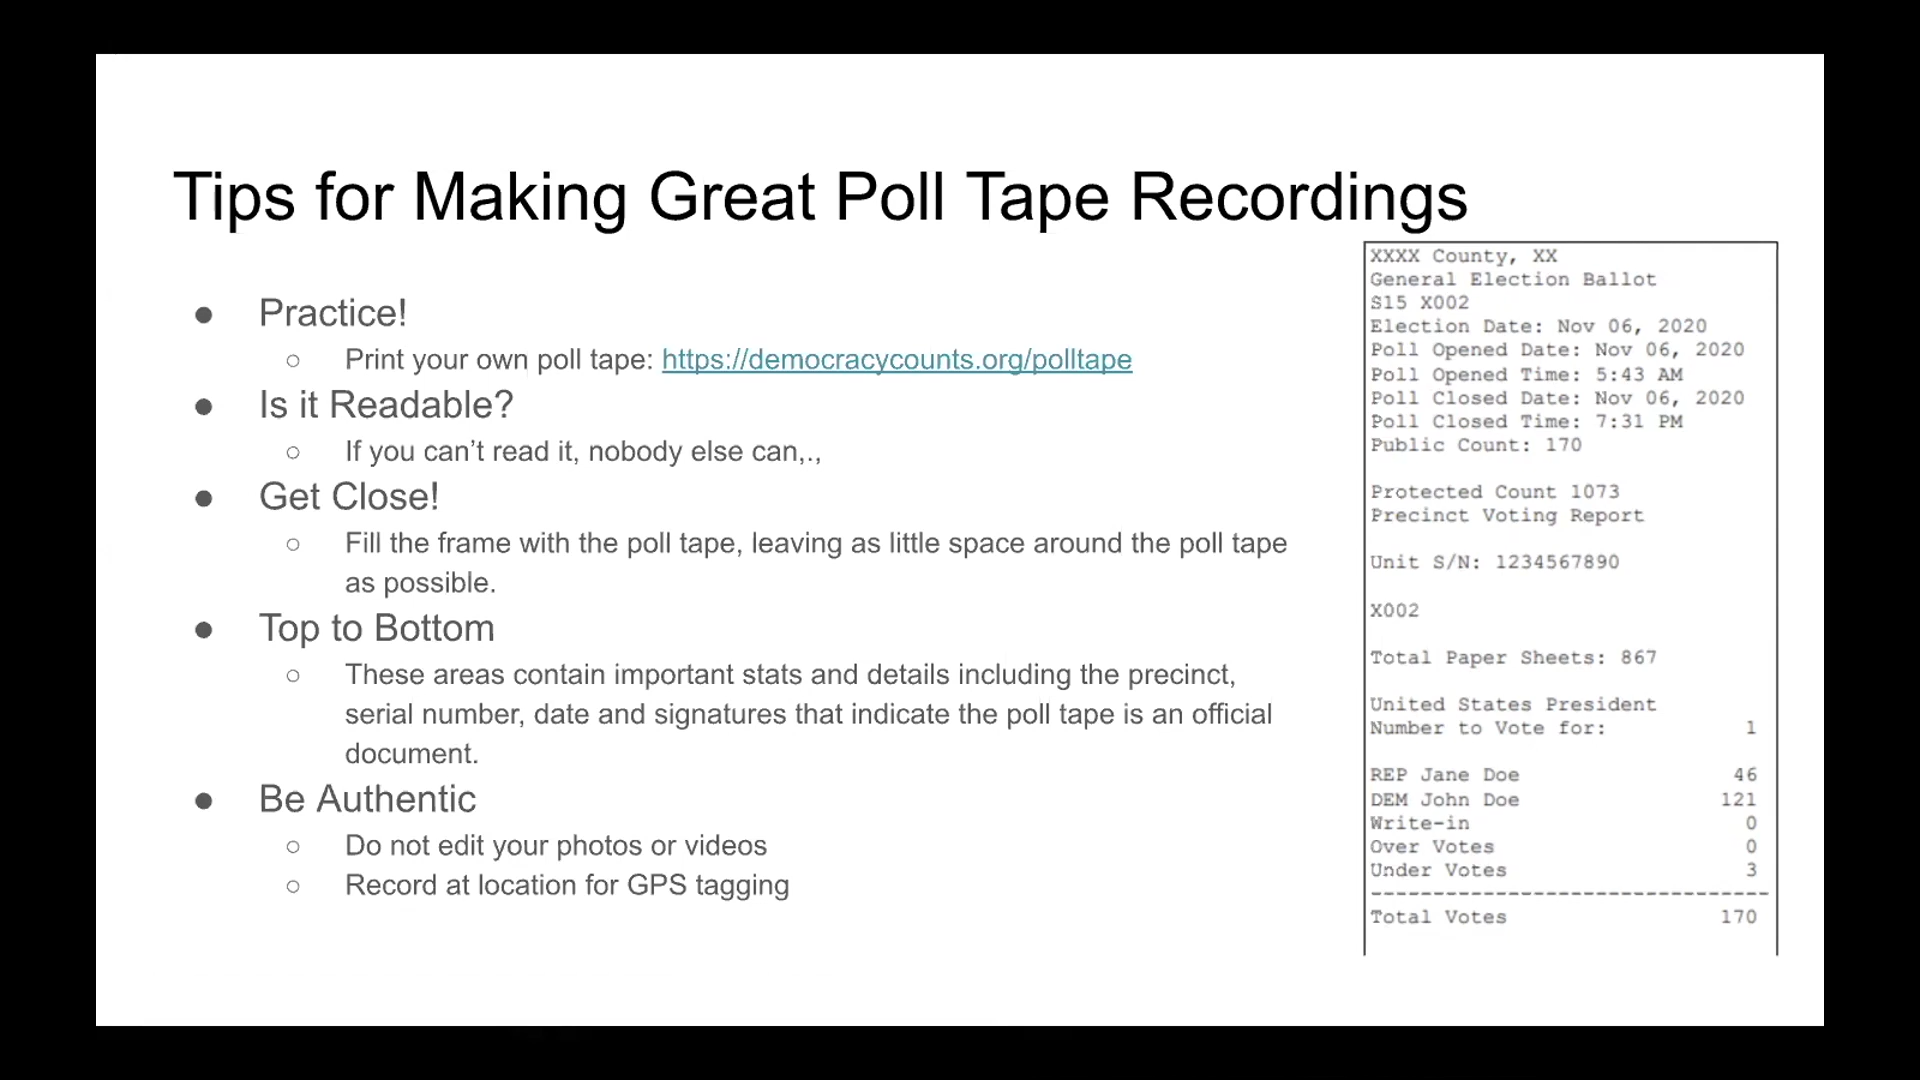 Tips for Making Great Poll Tape Recordings
● Practice!
○ Print your own poll tape: https://democracycounts.org/polltape
● Is it Readable?
○ If you can’t read it, nobody else can,.,
● Get Close!
○ Fill the frame with the poll tape, leaving as little space around the poll tape
as possible.
● Top to Bottom
○ These areas contain important stats and details including the precinct,
serial number, date and signatures that indicate the poll tape is an official
document.
● Be Authentic
○ Do not edit your photos or videos
○ Record at location for GPS tagging
XXXX County, XX
General Election Ballot
S15 X002
Election Date: Nov 06, 2020
Poll Opened Date: Nov 06, 2020
Poll Opened Time: 5:43 AM
Poll Closed Date: Nov 06, 2020
Poll Closed Time: 7:31 PM
Public Count: 170
Protected Count 1073
Precinct Voting Report
Unit S/N: 1234567890
X002
Total Paper Sheets: 867
United States President
Number to Vote for: 1
REP Jane Doe 46
DEM John Doe 121
Write-in 0
Over Votes 0
Under Votes 3
--------------------------------
Total Votes 170